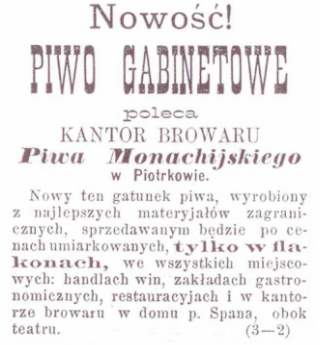 Nowość!
PIWO GABINETOWE
poleca
KANTOR BROWARU
Piwa Monachijskiego
w Piotrkowie.
Nowy ten gatunek piwa, wyrobiony
z najlepszych materyjałów zagrani-
cznych, sprzedawanym będzie po ce-
nach umiarkowanych, tylko w fla-
konach, we wszystkich miejsco-
wych: handlach win, zakładach gastro-
nomicznych, restauracyjach i w kanto-
rze browaru w domu p. Spana, obok
teatru. (3—2)